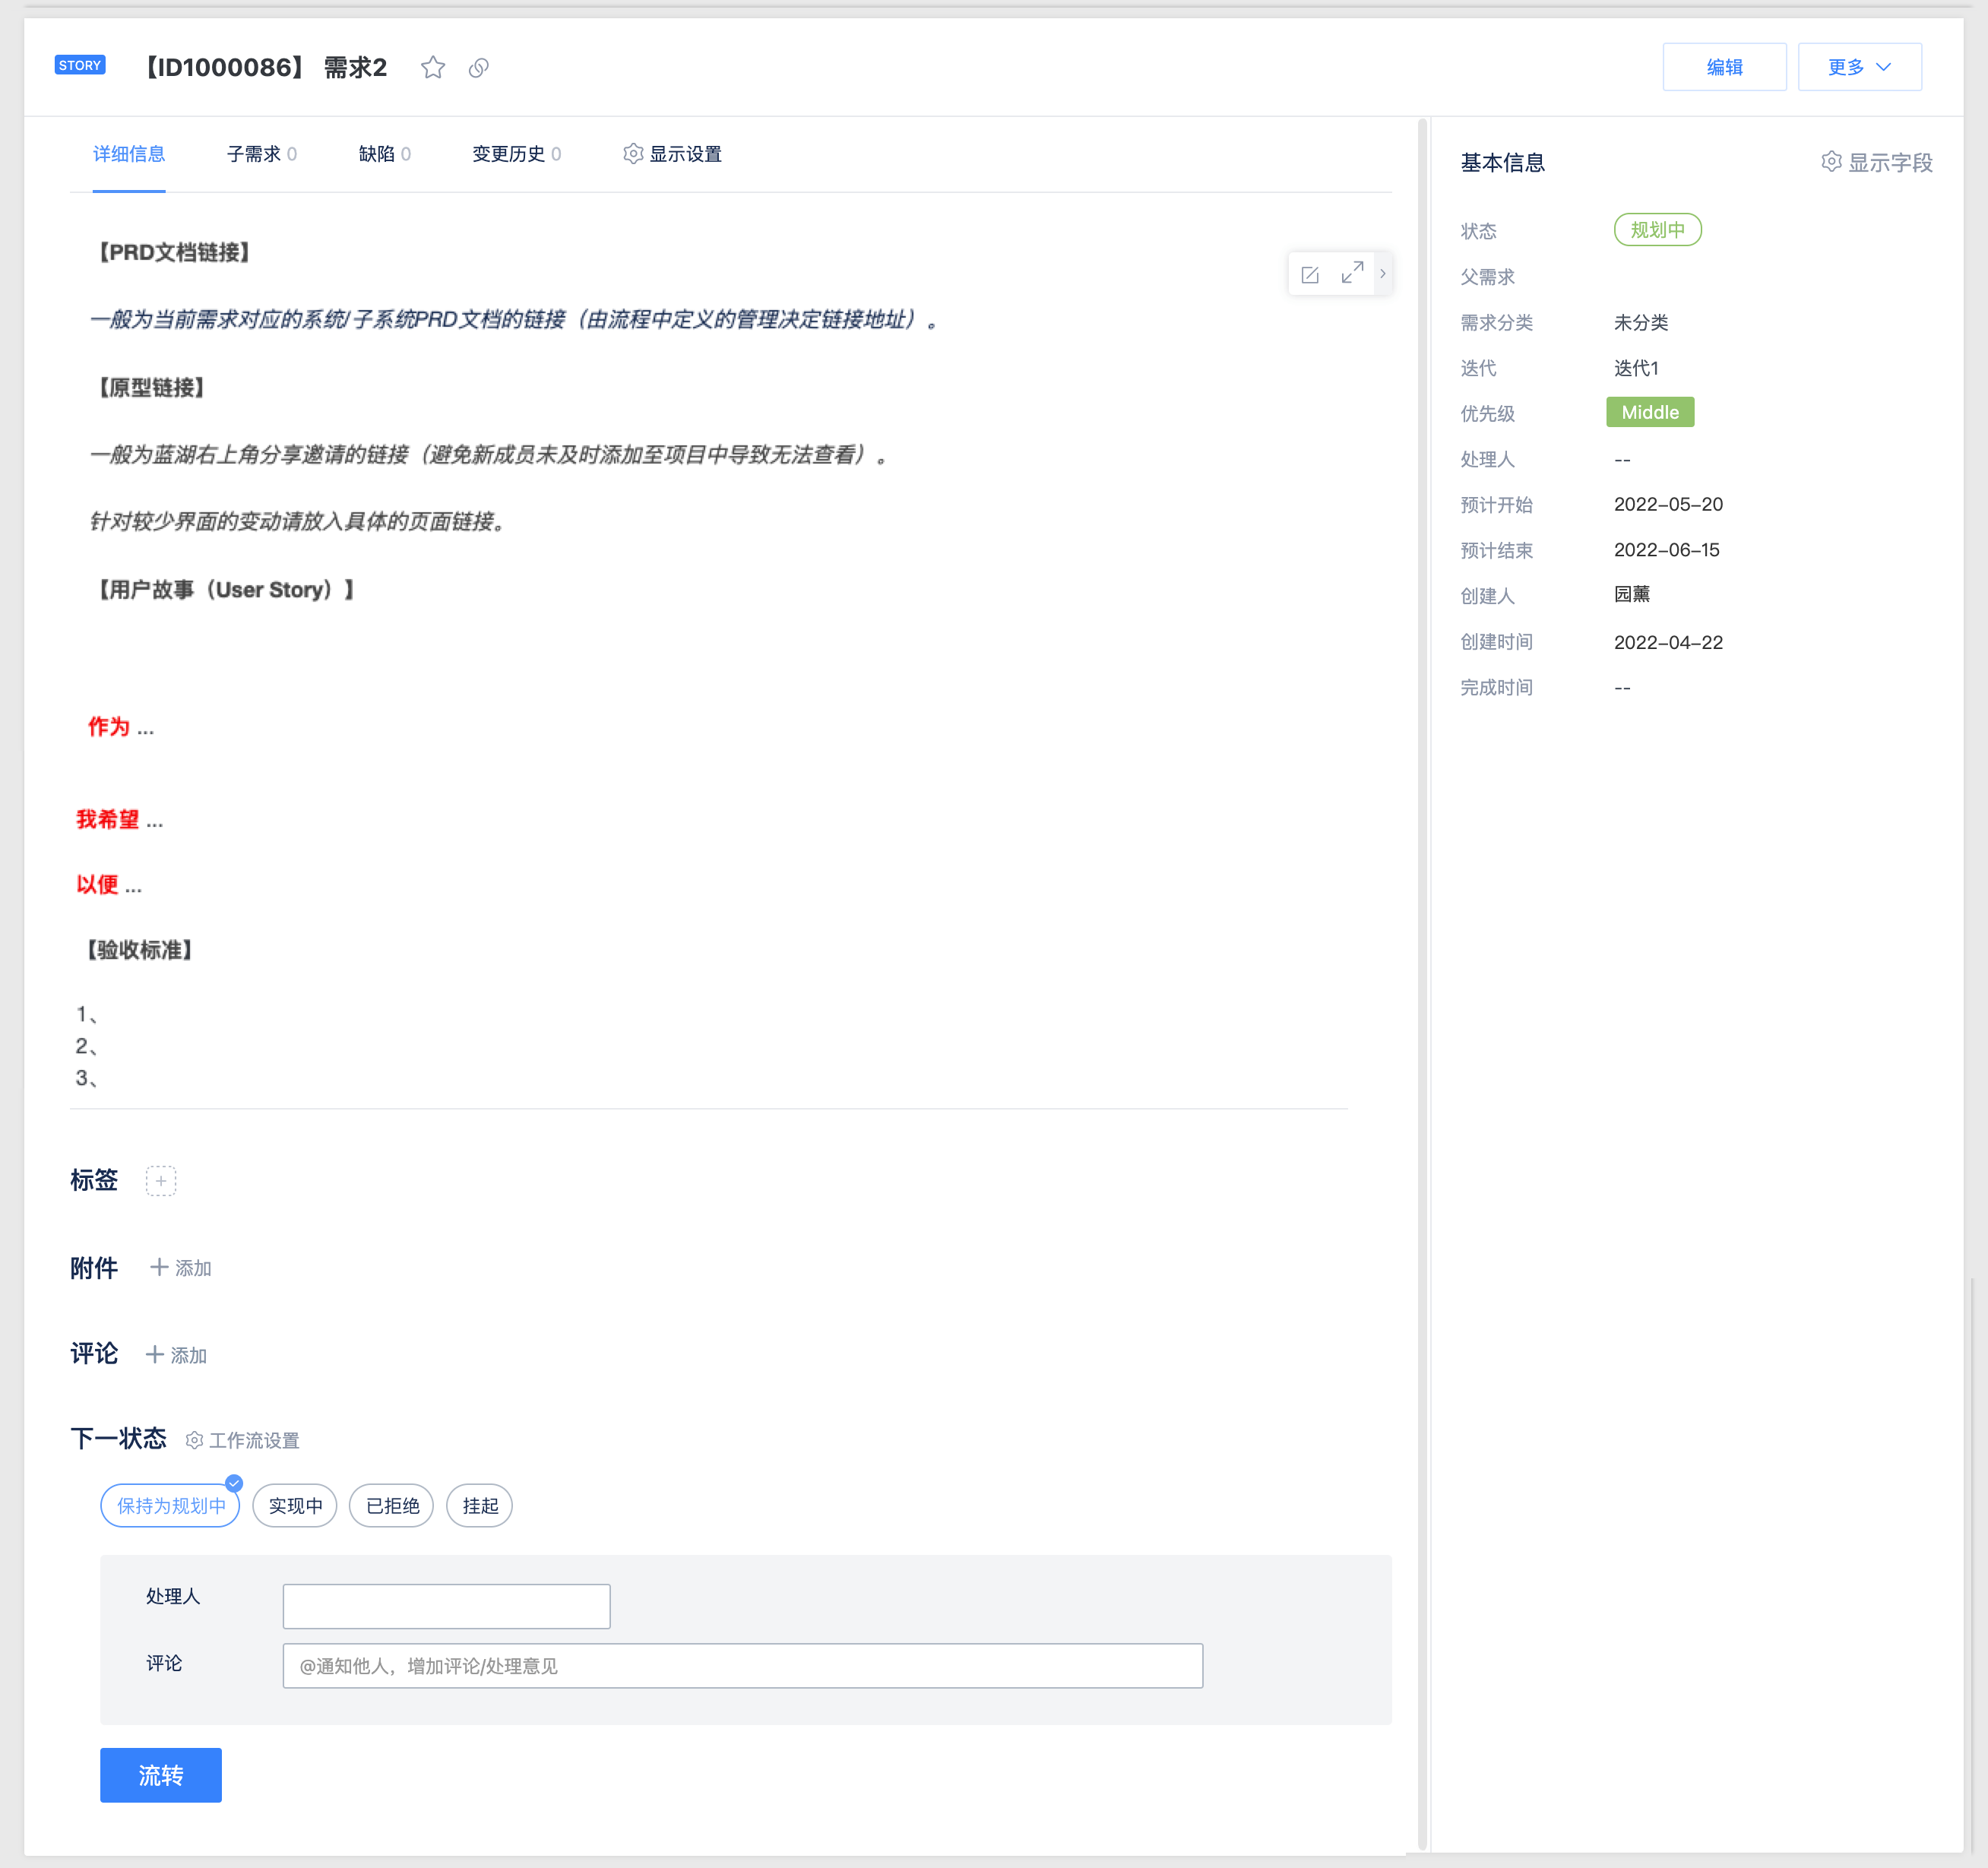 STORY 【ID1000086】 需求2 编辑 更多
详细信息 子需求 0 缺陷 0 变更历史 0 显示设置
【PRD文档链接】
一般为当前需求对应的系统/子系统PRD文档的链接（由流程中定义的管理决定链接地址）。
【原型链接】
一般为蓝湖右上角分享邀请的链接（避免新成员未及时添加至项目中导致无法查看）。
针对较少界面的变动请放入具体的页面链接。
【用户故事（User Story）】
作为 ...
我希望 ...
以便 ...
【验收标准】
1、
2、
3、
标签 +
附件 + 添加
评论 + 添加
下一状态 工作流设置
保持为规划中 实现中 已拒绝 挂起
处理人
评论 @通知他人，增加评论/处理意见
流转
基本信息 显示字段
状态 规划中
父需求
需求分类 未分类
迭代 迭代1
优先级 Middle
处理人 --
预计开始 2022-05-20
预计结束 2022-06-15
创建人 园薰
创建时间 2022-04-22
完成时间 --